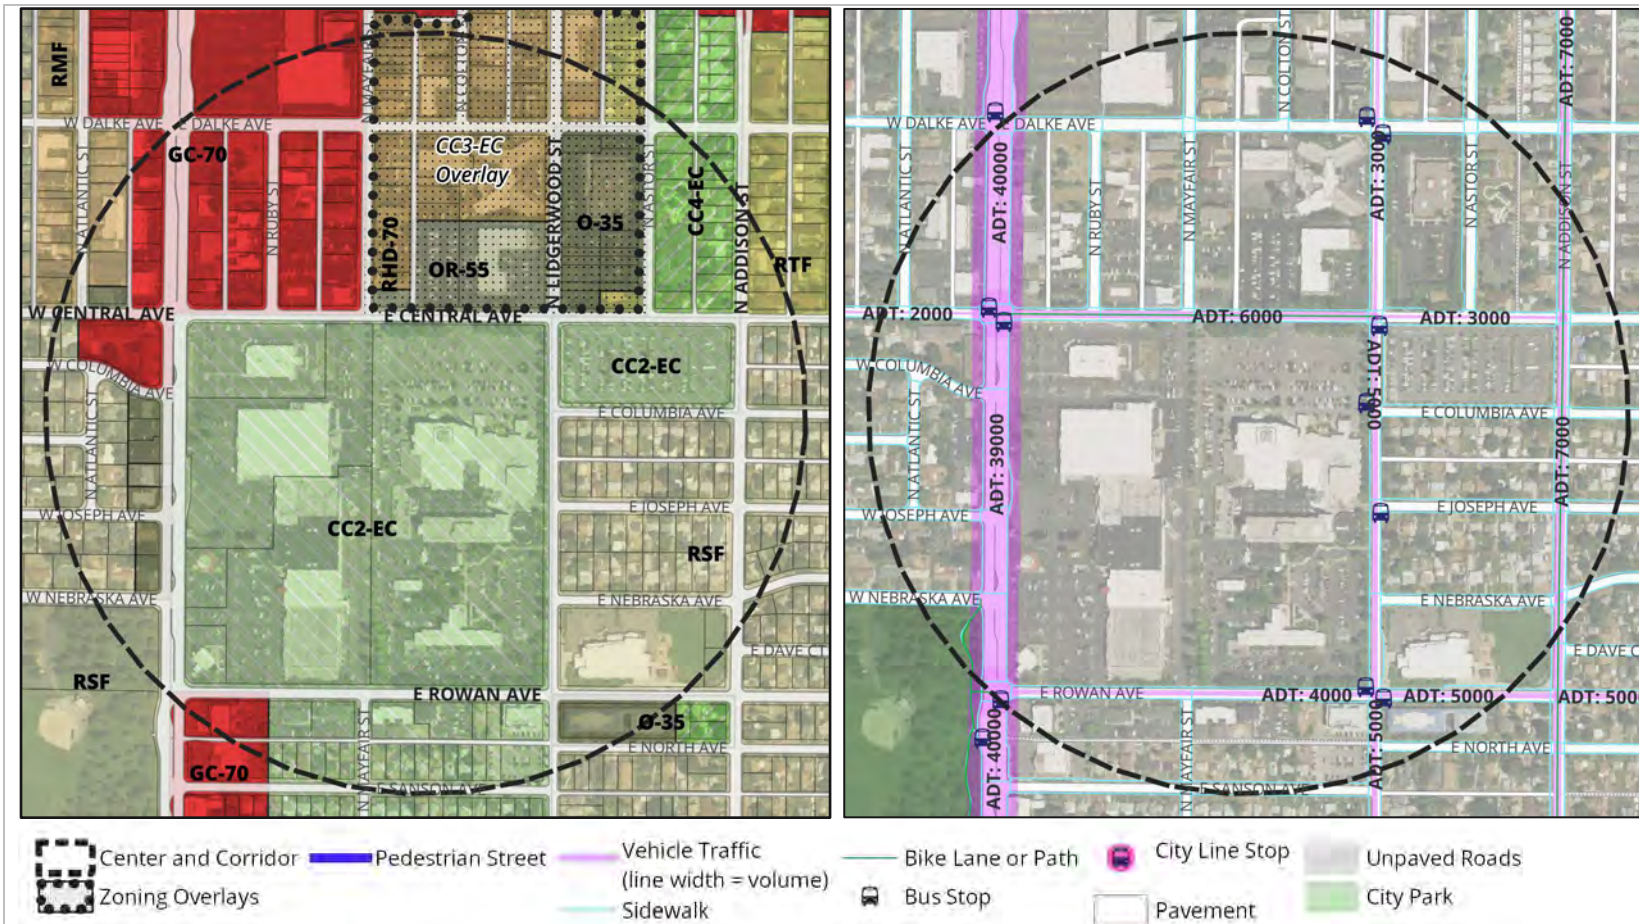 RMF
N MAYFAIR ST
N COLTON ST
W DALKE AVE
E DALKE AVE
GC-70
CC3-EC
Overlay
N ATLANTIC ST
N RUBY ST
RHD-70
OR-55
N LIDGERWOOD ST
O-35
N ASTOR ST
CC4-EC
N ADDISON ST
RTF
W CENTRAL AVE
E CENTRAL AVE
W COLUMBIA AVE
CC2-EC
E COLUMBIA AVE
N ATLANTIC ST
W JOSEPH AVE
CC2-EC
E JOSEPH AVE
RSF
W NEBRASKA AVE
E NEBRASKA AVE
E DAVE CT
RSF
E ROWAN AVE
O-35
E NORTH AVE
GC-70
N MAYFAIR ST
E SANSON AVE
N COLTON ST
ADT: 7000
W DALKE AVE
E DALKE AVE
N ATLANTIC ST
ADT: 40000
N RUBY ST
N MAYFAIR ST
ADT: 3000
N ASTOR ST
N ADDISON ST
ADT: 2000
ADT: 6000
ADT: 3000
W COLUMBIA AVE
ADT: 5000
E COLUMBIA AVE
N ATLANTIC ST
ADT: 39000
ADT: 7000
W JOSEPH AVE
E JOSEPH AVE
W NEBRASKA AVE
E NEBRASKA AVE
E DAVE C
E ROWAN AVE
ADT: 4000
ADT: 5000
ADT: 500
ADT: 40000
ADT: 5000
E NORTH AVE
E SANSON AVE
Center and Corridor
Zoning Overlays
Pedestrian Street
Vehicle Traffic
(line width = volume)
Sidewalk
Bike Lane or Path
Bus Stop
City Line Stop
Pavement
Unpaved Roads
City Park